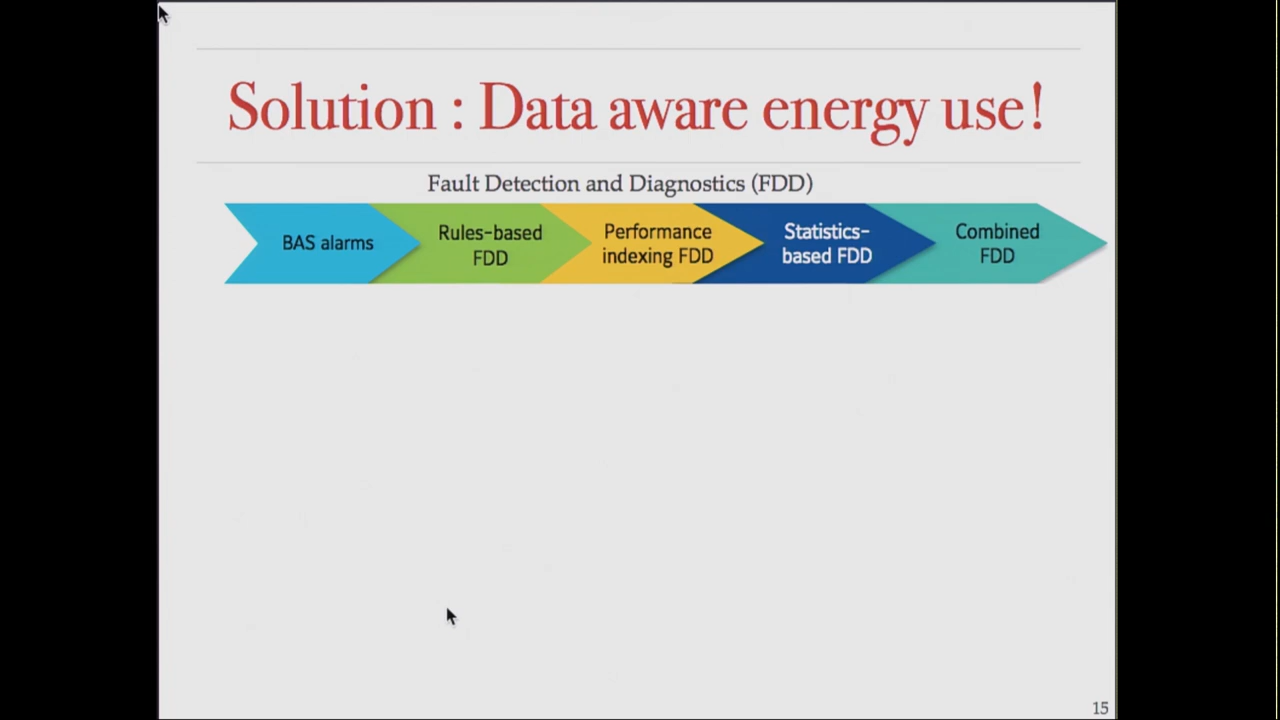 Solution : Data aware energy use!
Fault Detection and Diagnostics (FDD)
BAS alarms
Rules-based
FDD
Performance
indexing FDD
Statistics-
based FDD
Combined
FDD
15